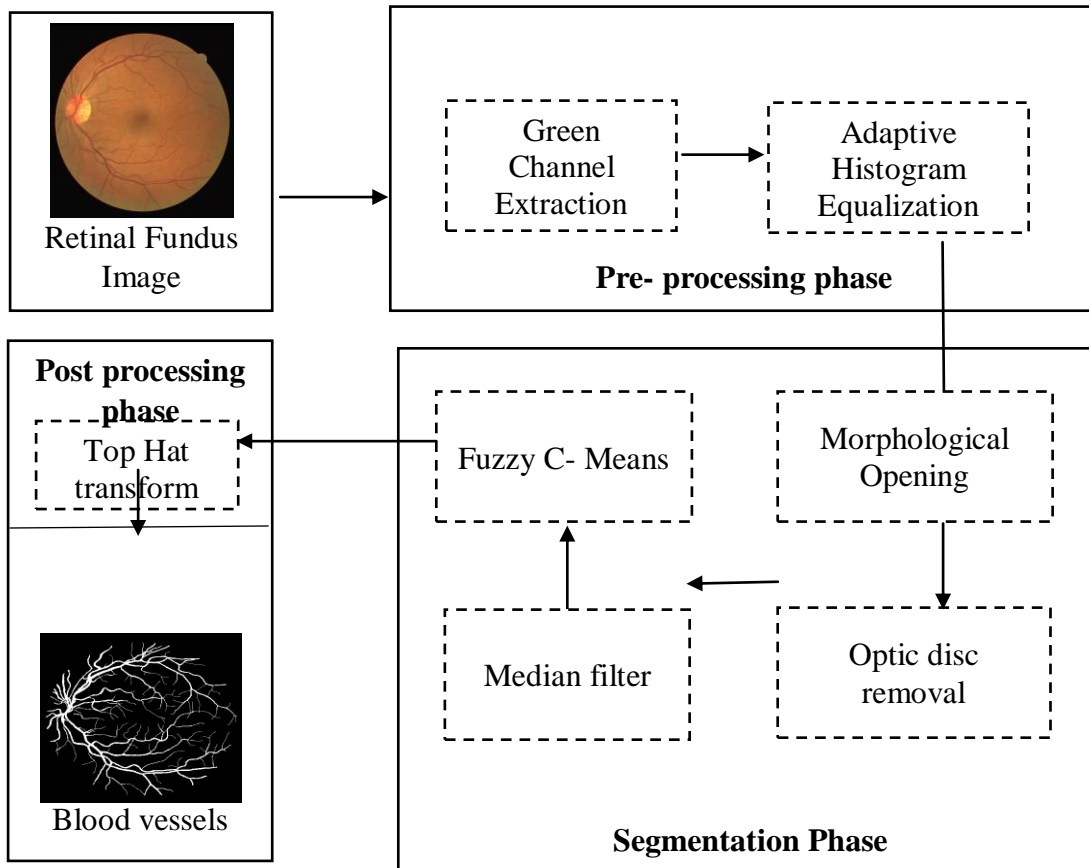 Retinal Fundus
Image
Green
Channel
Extraction
Adaptive
Histogram
Equalization
Pre- processing phase
Morphological
Opening
Optic disc
removal
Median filter
Fuzzy C- Means
Segmentation Phase
Post processing
phase
Top Hat
transform
Blood vessels